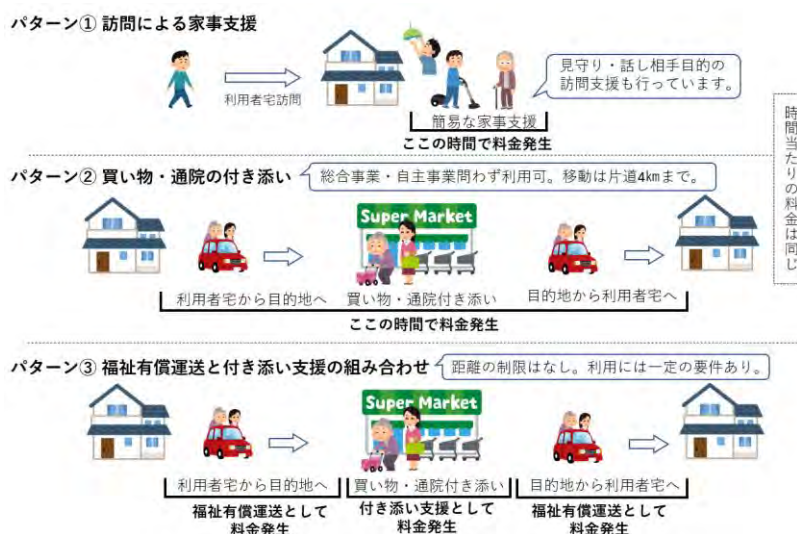 パターン① 訪問による家事支援
利用者宅訪問
見守り・話し相手目的の
訪問支援も行っています。
簡易な家事支援
ここの時間で料金発生
時間当たりの料金は同じ
パターン② 買い物・通院の付き添い
総合事業・自主事業問わず利用可。移動は片道4kmまで。
Super Market
利用者宅から目的地へ
買い物・通院付き添い
目的地から利用者宅へ
ここの時間で料金発生
パターン③ 福祉有償運送と付き添い支援の組み合わせ
距離の制限はなし。利用には一定の要件あり。
Super Market
利用者宅から目的地へ
買い物・通院付き添い
目的地から利用者宅へ
福祉有償運送として
料金発生
付き添い支援として
料金発生
福祉有償運送として
料金発生